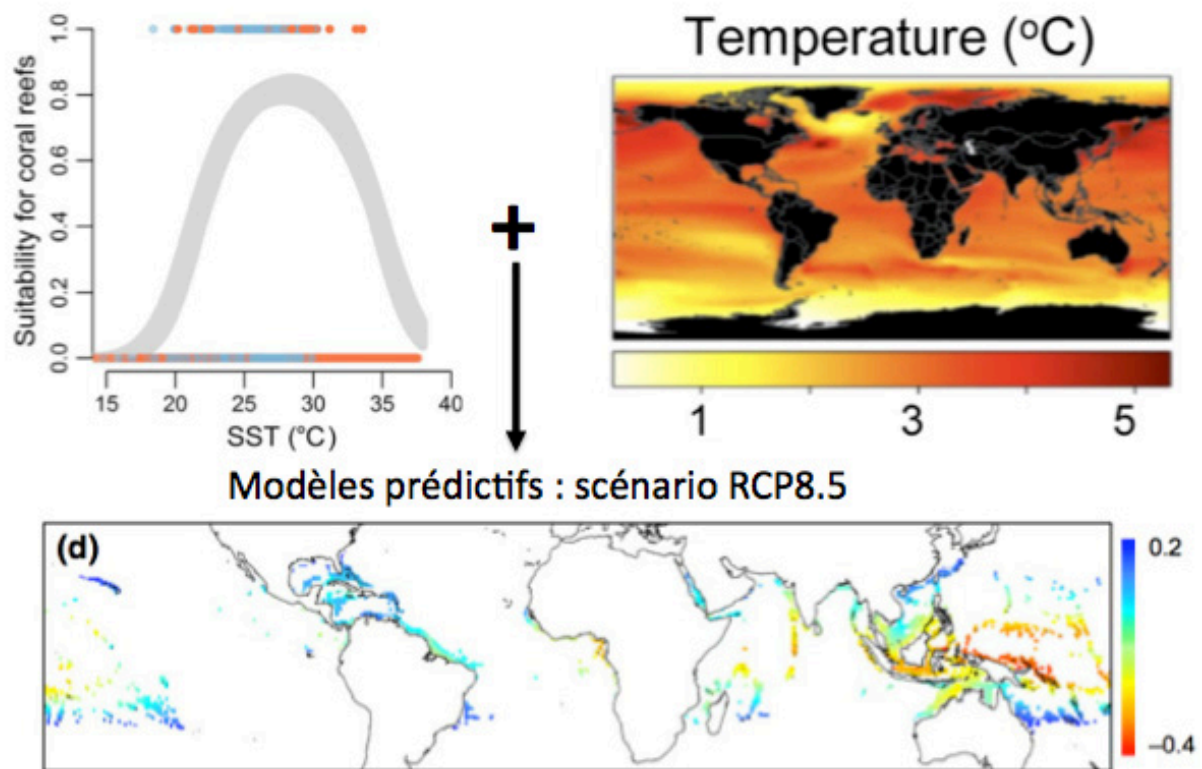 Suitability for coral reefs
1.0
0.8
0.6
0.4
0.2
0.0
15 20 25 30 35 40
SST (°C)
Temperature (°C)
1 3 5
+
Modèles prédictifs : scénario RCP8.5
(d)
0.2
–0.4